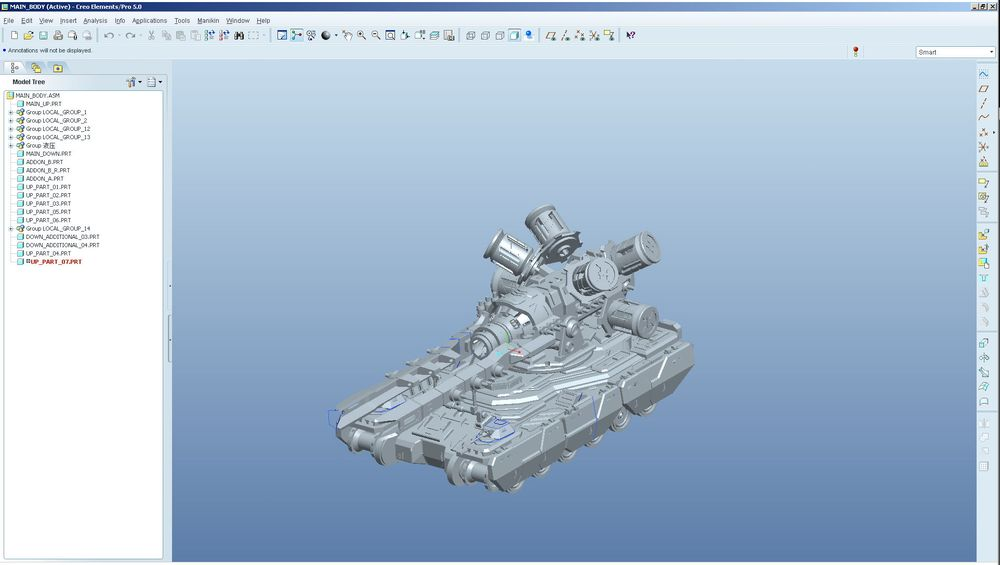 MAIN_BODY (Active) - Creo Elements/Pro 5.0
File Edit View Insert Analysis Info Applications Tools Manikin Window Help
Annotations will not be displayed.
Smart
Model Tree
MAIN_BODY.ASM
MAIN_UP.PRT
Group LOCAL_GROUP_1
Group LOCAL_GROUP_2
Group LOCAL_GROUP_12
Group LOCAL_GROUP_13
Group 液压
MAIN_DOWN.PRT
ADDON_B.PRT
ADDON_B_R.PRT
ADDON_A.PRT
UP_PART_01.PRT
UP_PART_02.PRT
UP_PART_03.PRT
UP_PART_05.PRT
UP_PART_06.PRT
Group LOCAL_GROUP_14
DOWN_ADDITIONAL_03.PRT
DOWN_ADDITIONAL_04.PRT
UP_PART_04.PRT
UP_PART_07.PRT